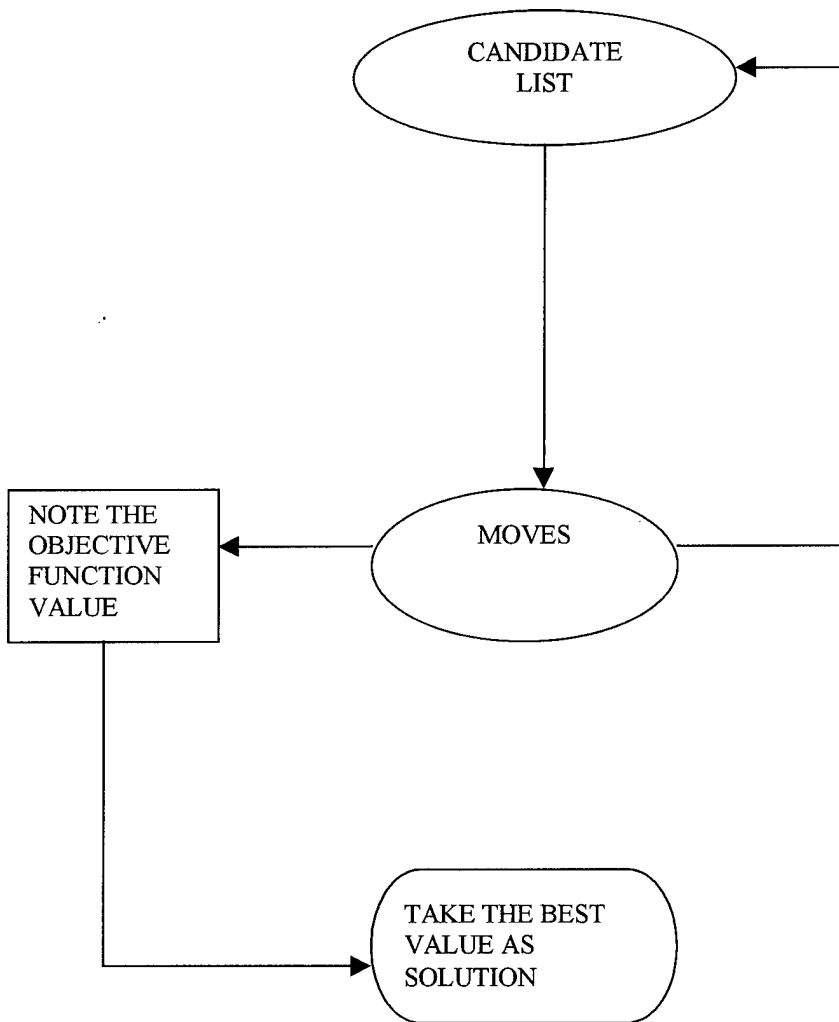 CANDIDATE
LIST
NOTE THE
OBJECTIVE
FUNCTION
VALUE
MOVES
TAKE THE BEST
VALUE AS
SOLUTION